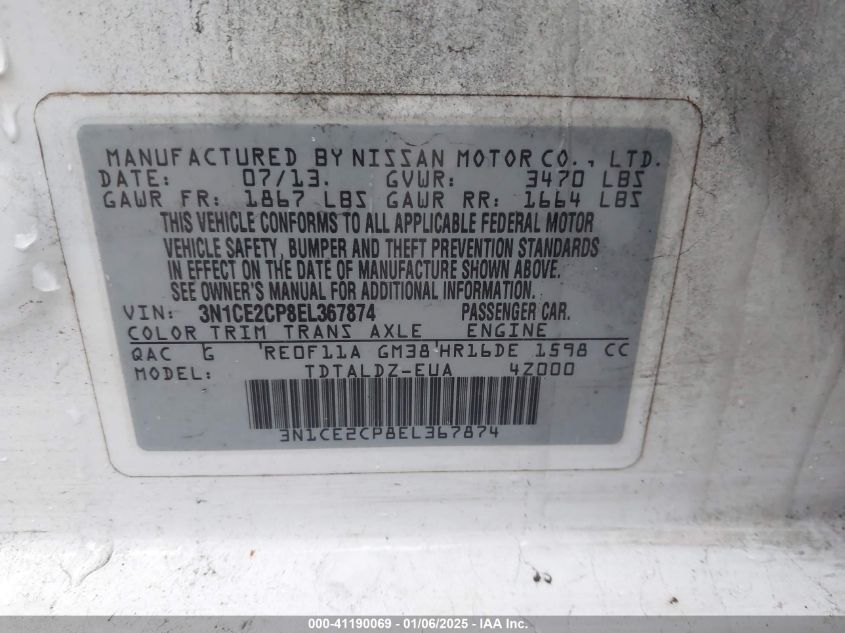 MANUFACTURED BY NISSAN MOTOR CO., LTD.
DATE: 07/13. GVWR: 3470 LBS
GAWR FR: 1867 LBS GAWR RR: 1664 LBS
THIS VEHICLE CONFORMS TO ALL APPLICABLE FEDERAL MOTOR
VEHICLE SAFETY, BUMPER AND THEFT PREVENTION STANDARDS
IN EFFECT ON THE DATE OF MANUFACTURE SHOWN ABOVE.
SEE OWNER'S MANUAL FOR ADDITIONAL INFORMATION.
VIN: 3N1CE2CP8EL367874 PASSENGER CAR.
COLOR TRIM TRANS AXLE ENGINE
QAC G RE0F11A GM38 HR16DE 1598 CC
MODEL: TDTALDZ-EUA 4Z000
3N1CE2CP8EL367874
000-41190069 - 01/06/2025 - IAA Inc.